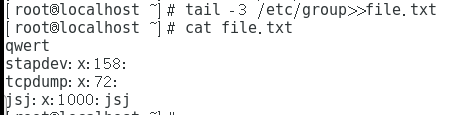 [root@localhost ~]# tail -3 /etc/group>>file.txt
[root@localhost ~]# cat file.txt
qwert
stapdev:x:158:
tcpdump:x:72:
jsj:x:1000:jsj